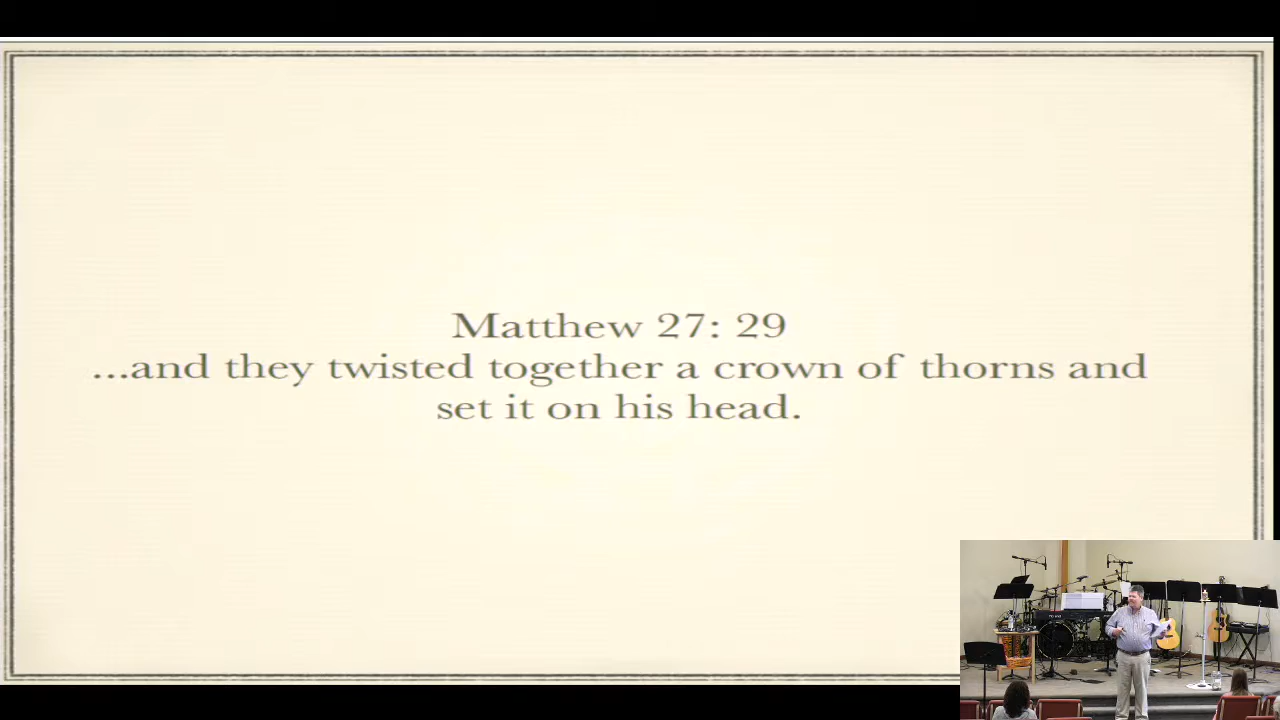 Matthew 27: 29
...and they twisted together a crown of thorns and
set it on his head.